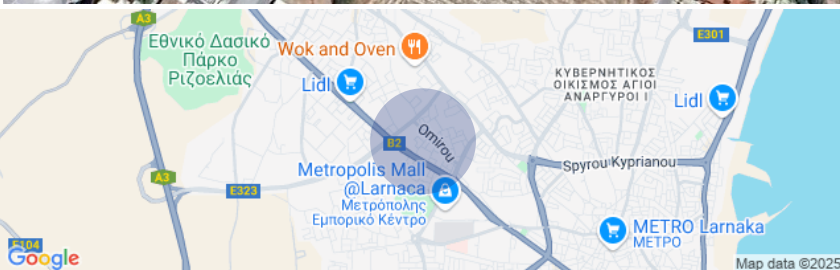 A3
E301
Εθνικό Δασικό
Πάρκο
Ριζοελιάς
Wok and Oven
Lidl
ΚΥΒΕΡΝΗΤΙΚΟΣ
ΟΙΚΙΣΜΟΣ ΑΓΙΟΙ
ΑΝΑΡΓΥΡΟΙ Ι
Lidl
Omirou
B2
Spyrou Kyprianou
Metropolis Mall
@Larnaca
Μετρόπολης
Εμπορικό Κέντρο
A3
E323
METRO Larnaka
ΜΕΤΡΟ
E104
Google
Map data ©2025